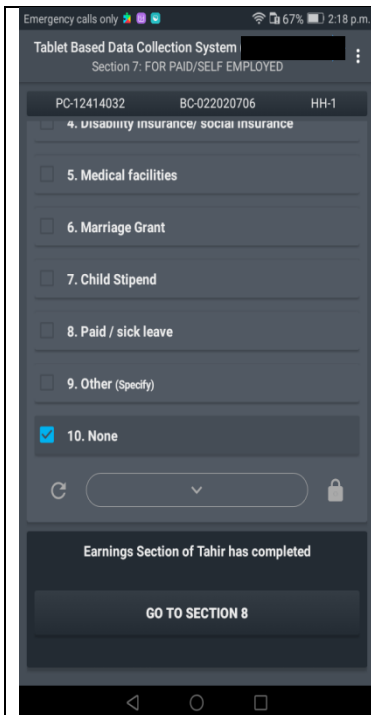 Emergency calls only 67% 2:18 p.m.
Tablet Based Data Collection System (
Section 7: FOR PAID/SELF EMPLOYED
PC-12414032 BC-022020706 HH-1
4. Disability insurance/ social insurance
5. Medical facilities
6. Marriage Grant
7. Child Stipend
8. Paid / sick leave
9. Other (Specify)
10. None
Earnings Section of Tahir has completed
GO TO SECTION 8